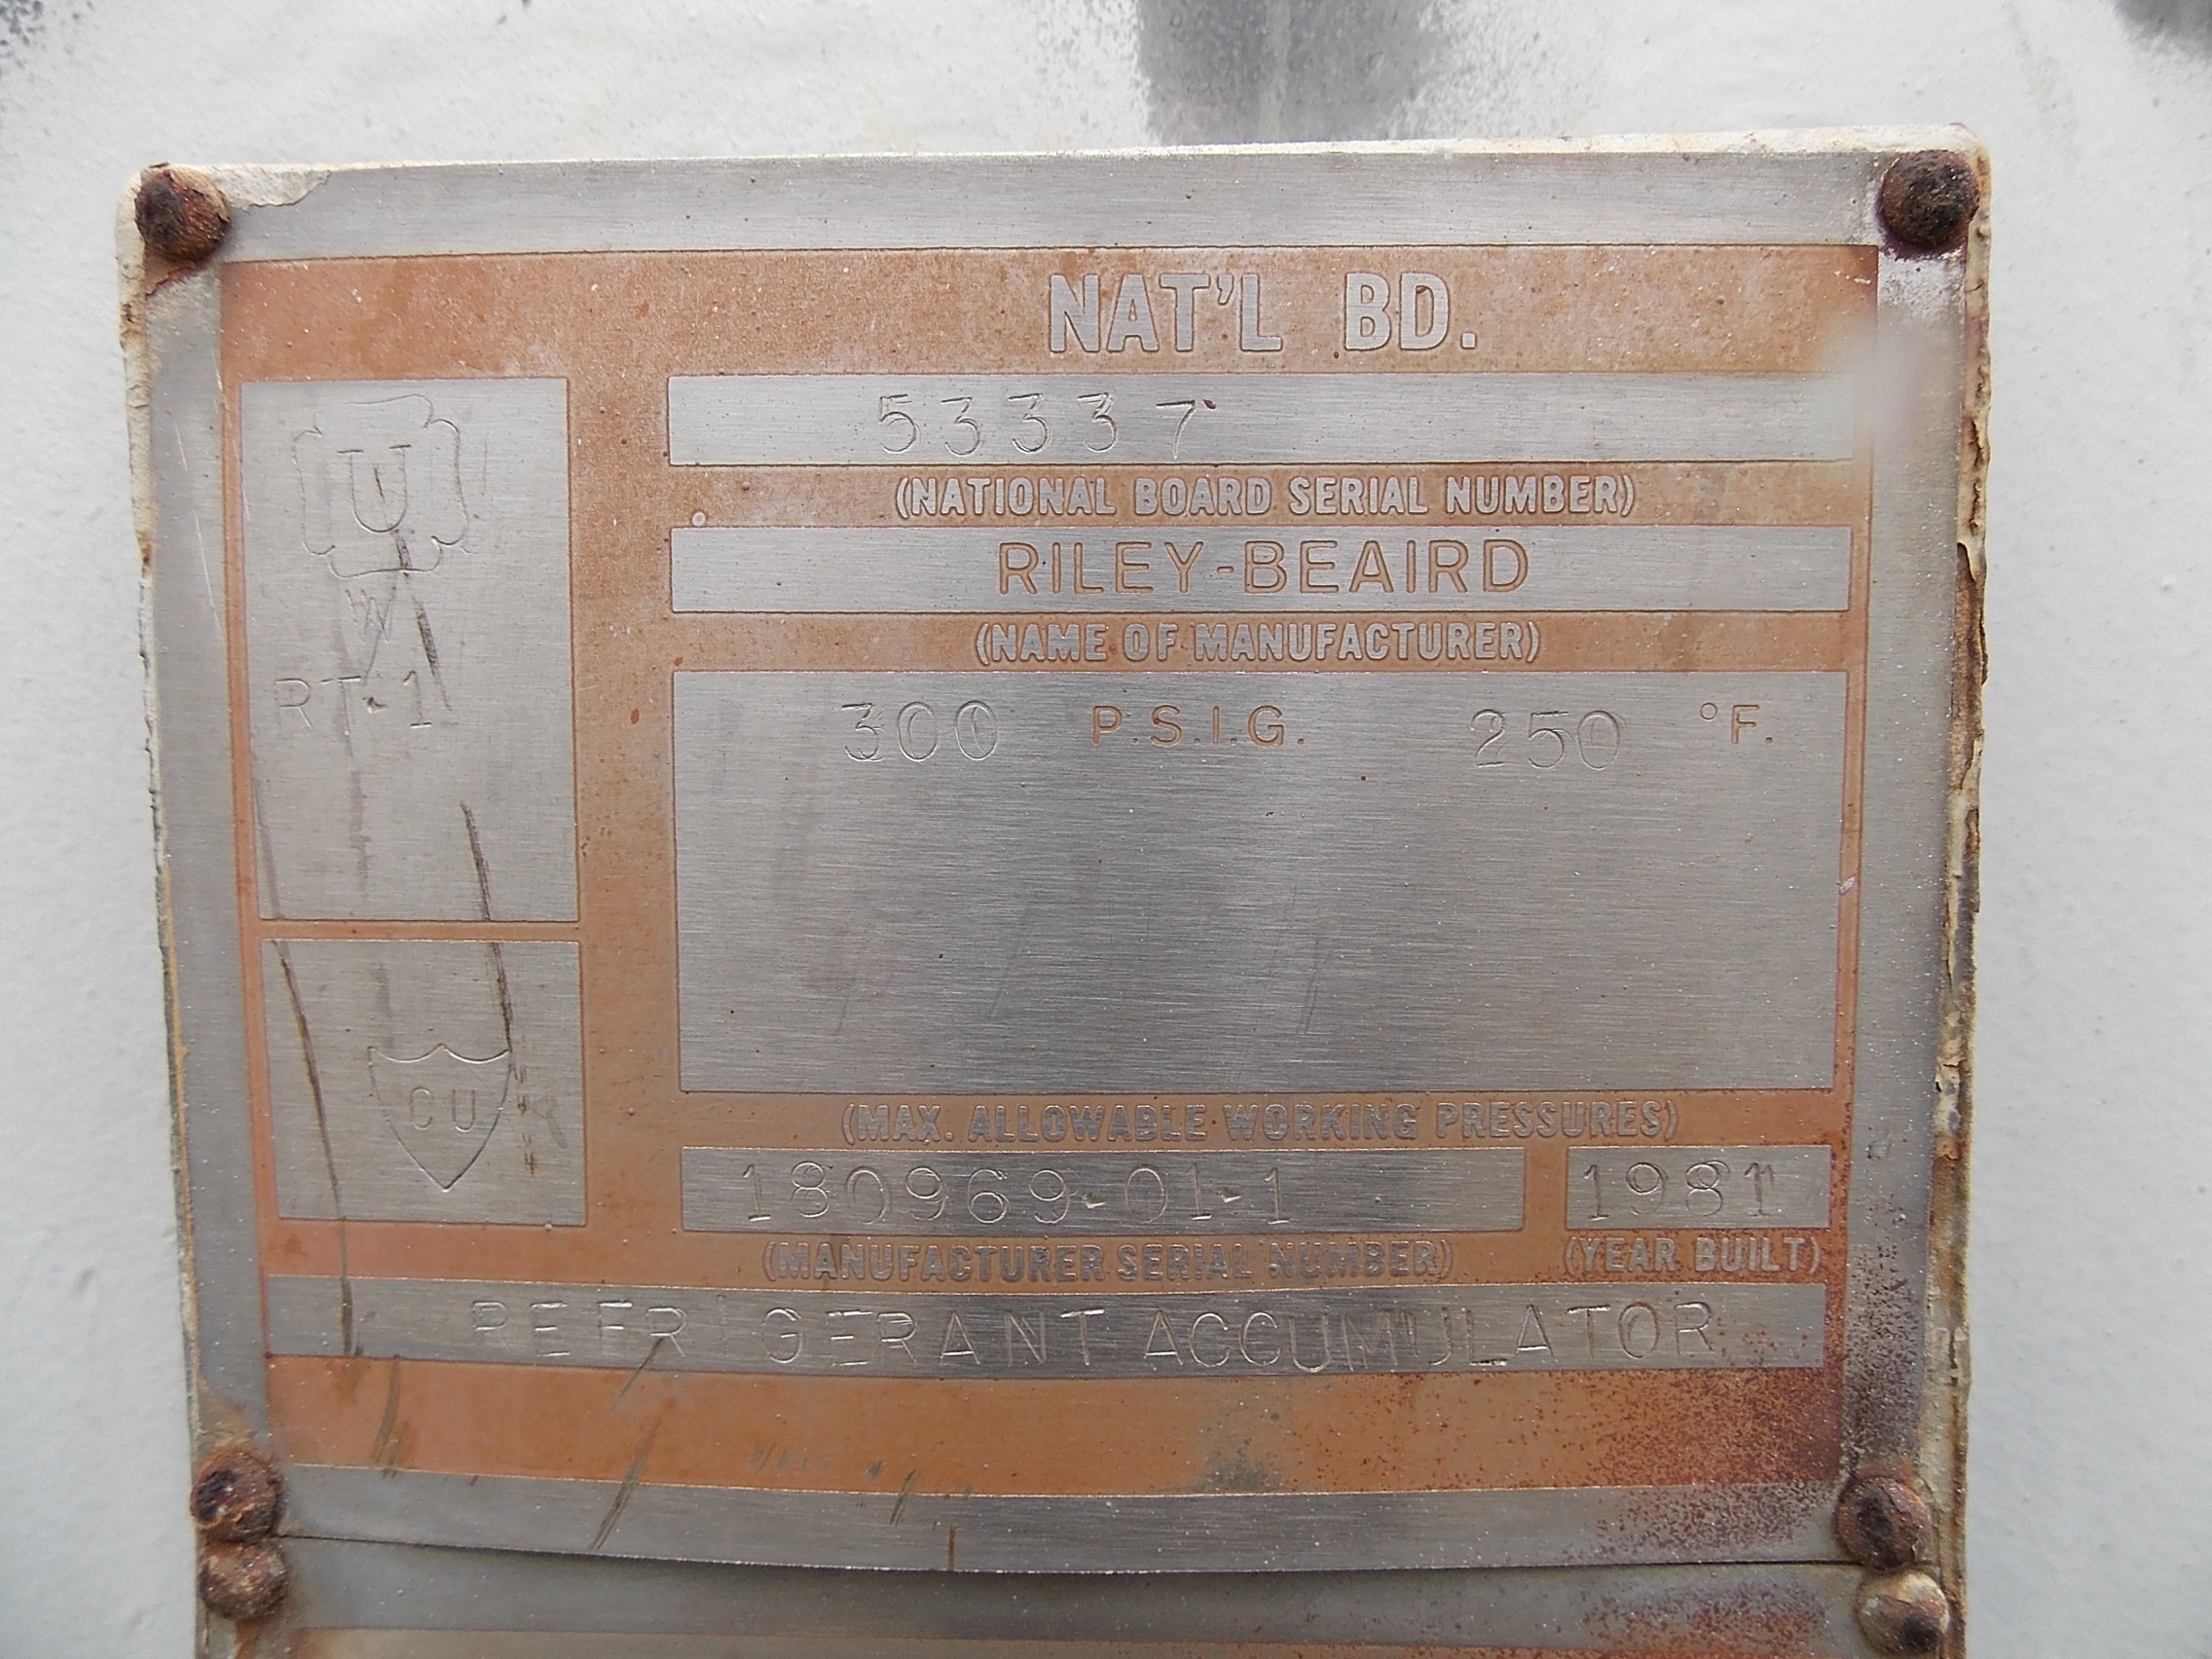 NAT'L BD.
53337
(NATIONAL BOARD SERIAL NUMBER)
U
W
RT-1
RILEY-BEAIRD
(NAME OF MANUFACTURER)
300 P.S.I.G. 250 °F.
(MAX. ALLOWABLE WORKING PRESSURES)
CU
180969-01-1 1981
(MANUFACTURER SERIAL NUMBER) (YEAR BUILT)
REFRIGERANT ACCUMULATOR